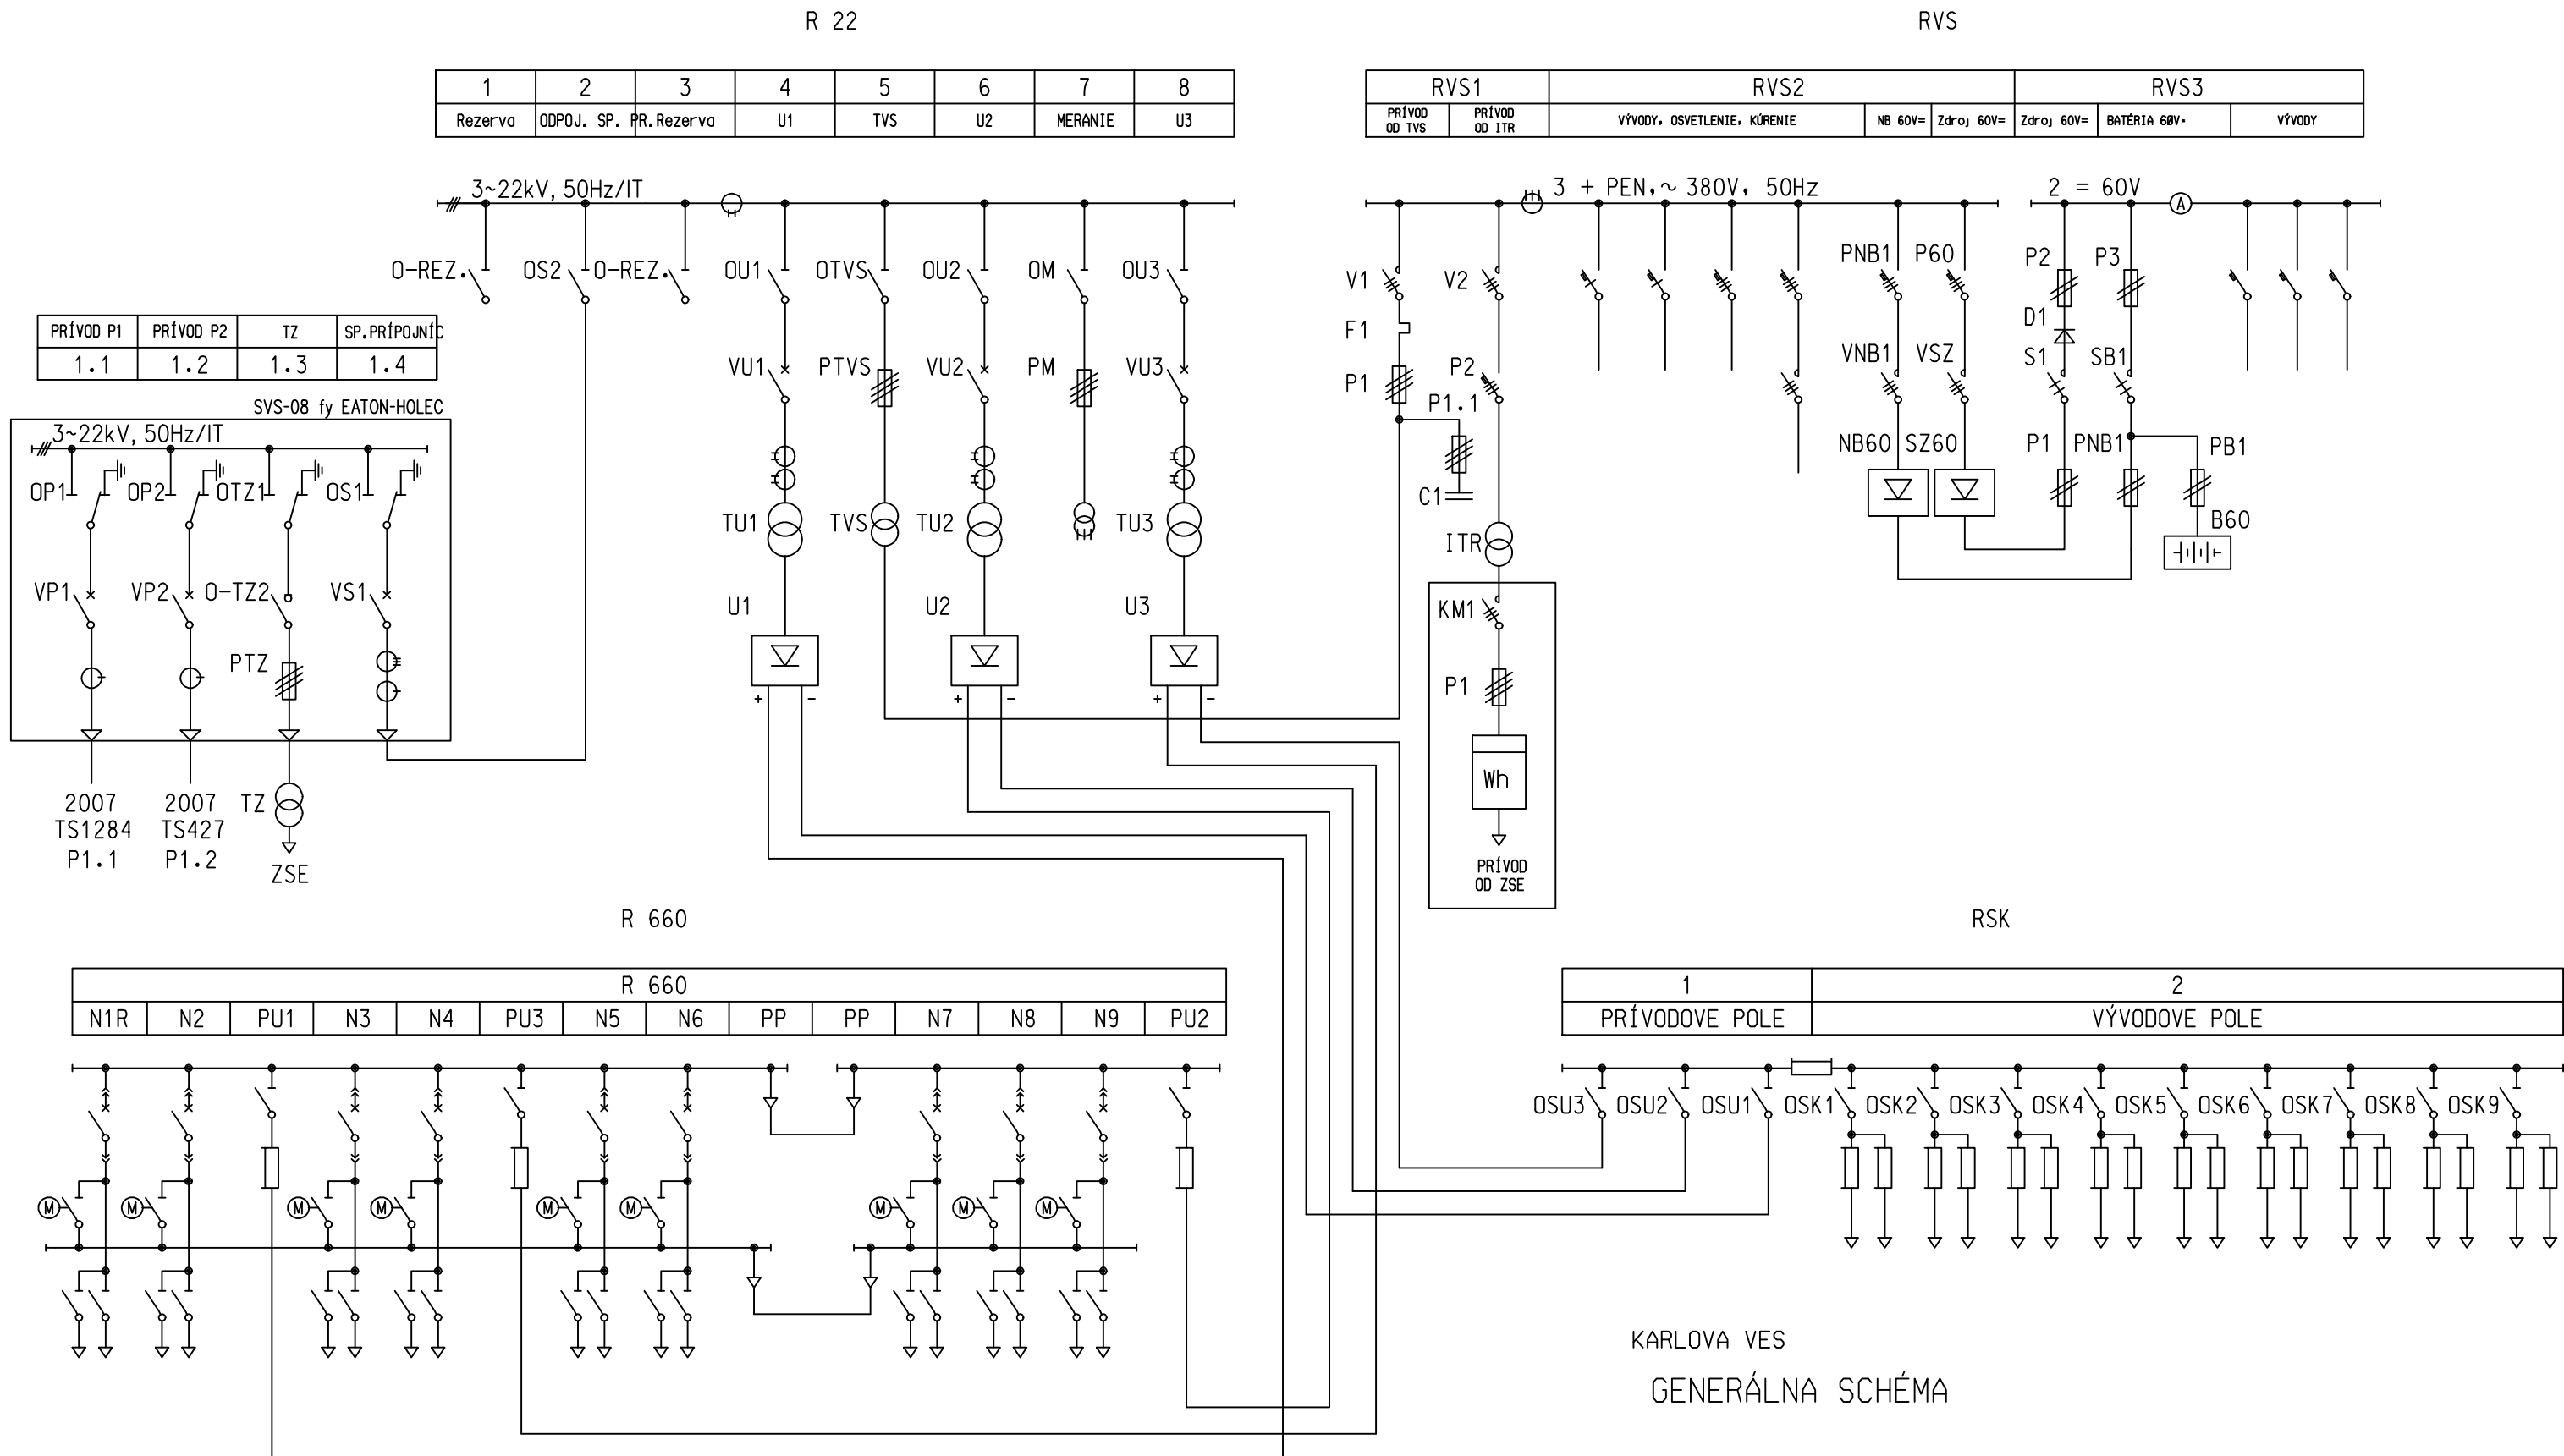 R 22
RVS
1 2 3 4 5 6 7 8
Rezerva ODPOJ. SP. PR. Rezerva U1 TVS U2 MERANIE U3
RVS1 RVS2 RVS3
PRÍVOD OD TVS
PRÍVOD OD ITR
VÝVODY, OSVETLENIE, KÚRENIE NB 60V= Zdroj 60V= Zdroj 60V= BATÉRIA 60V= VÝVODY
3~22kV, 50Hz/IT
3 + PEN,~ 380V, 50Hz
2 = 60V
A
O-REZ. OS2 O-REZ. OU1 OTVS OU2 OM OU3
V1 V2 PNB1 P60 P2 P3
F1 D1
VU1 PTVS VU2 PM VU3
P1 P2 VNB1 VSZ S1 SB1
P1.1
NB60 SZ60 P1 PNB1 PB1
C1
TU1 TVS TU2 TU3
ITR
B60
U1 U2 U3
+ - + - + -
KM1
P1
Wh
PRÍVOD
OD ZSE
PRÍVOD P1 PRÍVOD P2 TZ SP.PRÍPOJNÍC
1.1 1.2 1.3 1.4
SVS-08 fy EATON-HOLEC
3~22kV, 50Hz/IT
OP1 OP2 OTZ1 OS1
VP1 VP2 O-TZ2 VS1
PTZ
2007 2007 TZ
TS1284 TS427
P1.1 P1.2
ZSE
R 660
RSK
R 660
N1R N2 PU1 N3 N4 PU3 N5 N6 PP PP N7 N8 N9 PU2
1 2
PRÍVODOVE POLE VÝVODOVE POLE
OSU3 OSU2 OSU1 OSK1 OSK2 OSK3 OSK4 OSK5 OSK6 OSK7 OSK8 OSK9
M M M M M M M M M
KARLOVA VES
GENERÁLNA SCHÉMA